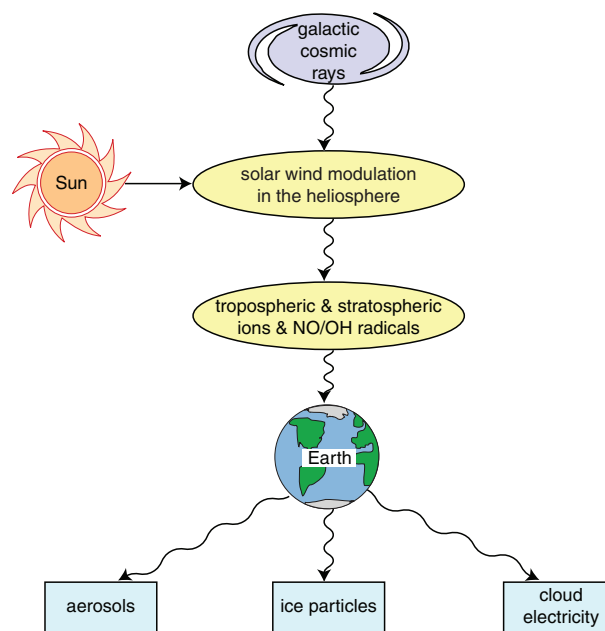 galactic
cosmic
rays
Sun
solar wind modulation
in the heliosphere
tropospheric & stratospheric
ions & NO/OH radicals
Earth
aerosols
ice particles
cloud
electricity